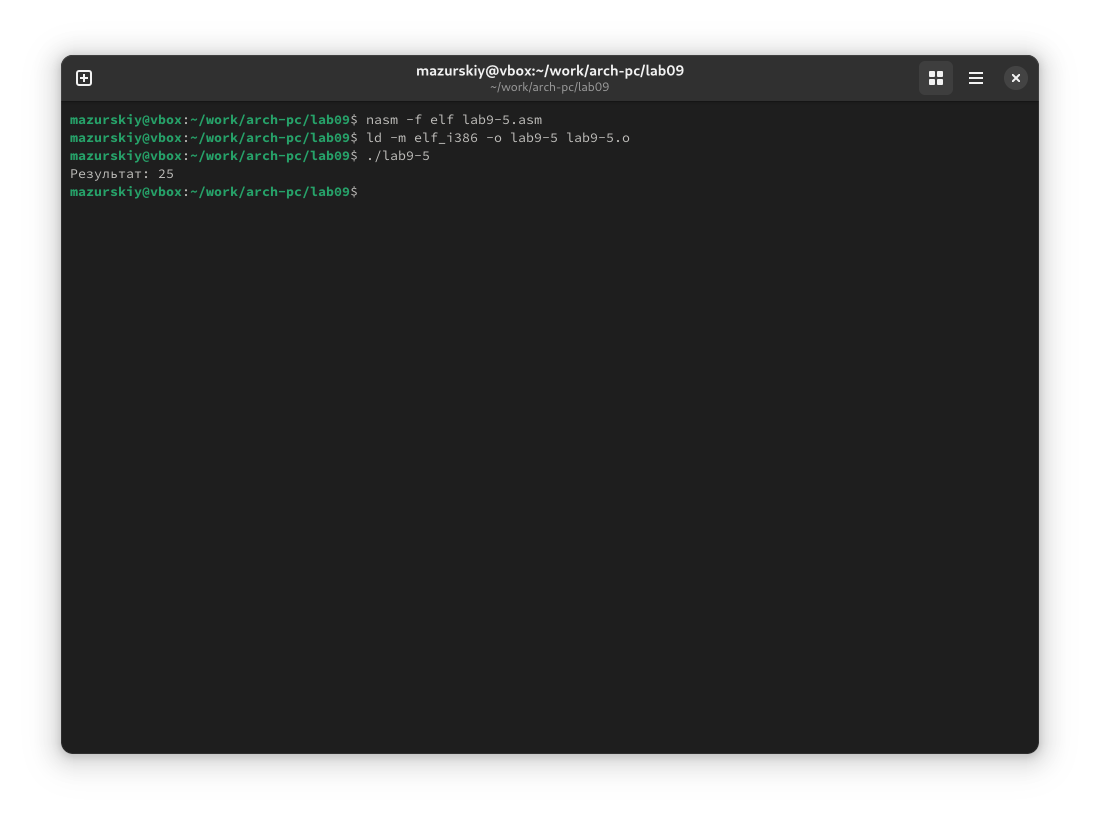 mazurskiy@vbox:~/work/arch-pc/lab09
~/work/arch-pc/lab09
mazurskiy@vbox:~/work/arch-pc/lab09$ nasm -f elf lab9-5.asm
mazurskiy@vbox:~/work/arch-pc/lab09$ ld -m elf_i386 -o lab9-5 lab9-5.o
mazurskiy@vbox:~/work/arch-pc/lab09$ ./lab9-5
Результат: 25
mazurskiy@vbox:~/work/arch-pc/lab09$